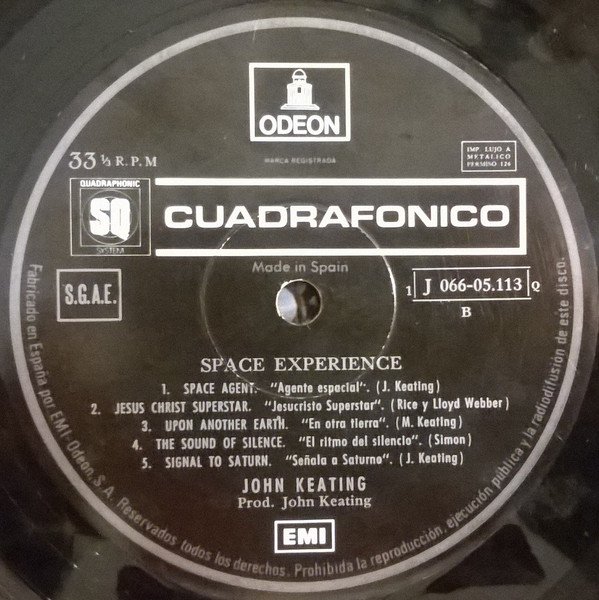 ODEON
MARCA REGISTRADA
33 ⅓ R.P.M
IMP. LUJO A
METALICO
PERMISO 126
QUADRAPHONIC
SQ
SYSTEM
CUADRAFONICO
Made in Spain
S.G.A.E.
1 J 066-05.113 Q
B
SPACE EXPERIENCE
1. SPACE AGENT. "Agente espacial". (J. Keating)
2. JESUS CHRIST SUPERSTAR. "Jesucristo Superstar". (Rice y Lloyd Webber)
3. UPON ANOTHER EARTH. "En otra tierra". (M. Keating)
4. THE SOUND OF SILENCE. "El ritmo del silencio". (Simon)
5. SIGNAL TO SATURN. "Señala a Saturno". (J. Keating)
JOHN KEATING
Prod. John Keating
EMI
Fabricado en España por EMI-Odeon, S.A. Reservados todos los derechos. Prohibida la reproducción, ejecución pública y la radiodifusión de este disco.